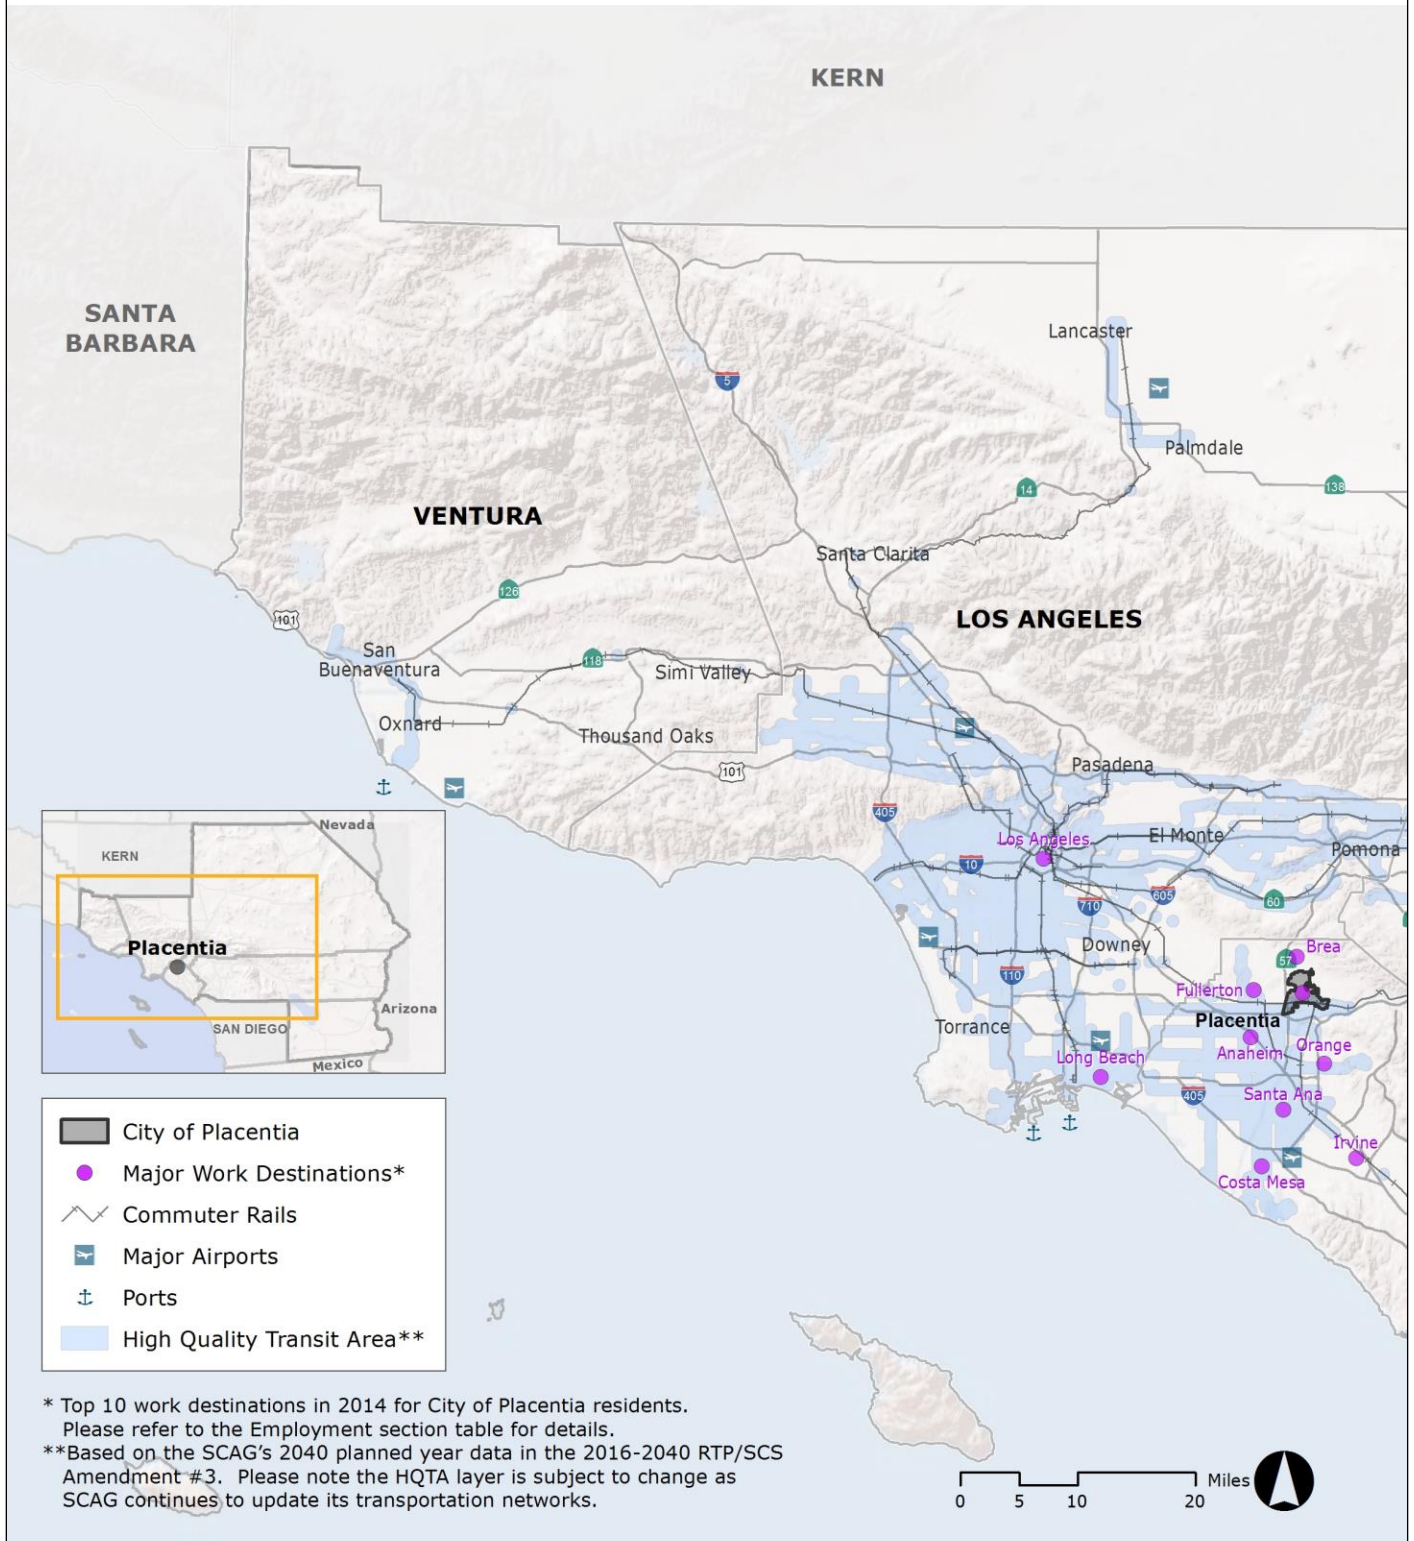 KERN
SANTA
BARBARA
Lancaster
5
Palmdale
14
138
VENTURA
Santa Clarita
126
LOS ANGELES
101
San
Buenaventura
118
Simi Valley
Oxnard
Thousand Oaks
101
Pasadena
405
Los Angeles
El Monte
Pomona
10
710
605
60
Downey
57
Brea
110
Fullerton
Placentia
Torrance
Anaheim
Orange
Long Beach
405
Santa Ana
Irvine
Costa Mesa
Nevada
KERN
Placentia
Arizona
SAN DIEGO
Mexico
City of Placentia
Major Work Destinations*
Commuter Rails
Major Airports
Ports
High Quality Transit Area**
* Top 10 work destinations in 2014 for City of Placentia residents.
Please refer to the Employment section table for details.
**Based on the SCAG's 2040 planned year data in the 2016-2040 RTP/SCS
Amendment #3. Please note the HQTA layer is subject to change as
SCAG continues to update its transportation networks.
0 5 10 20 Miles